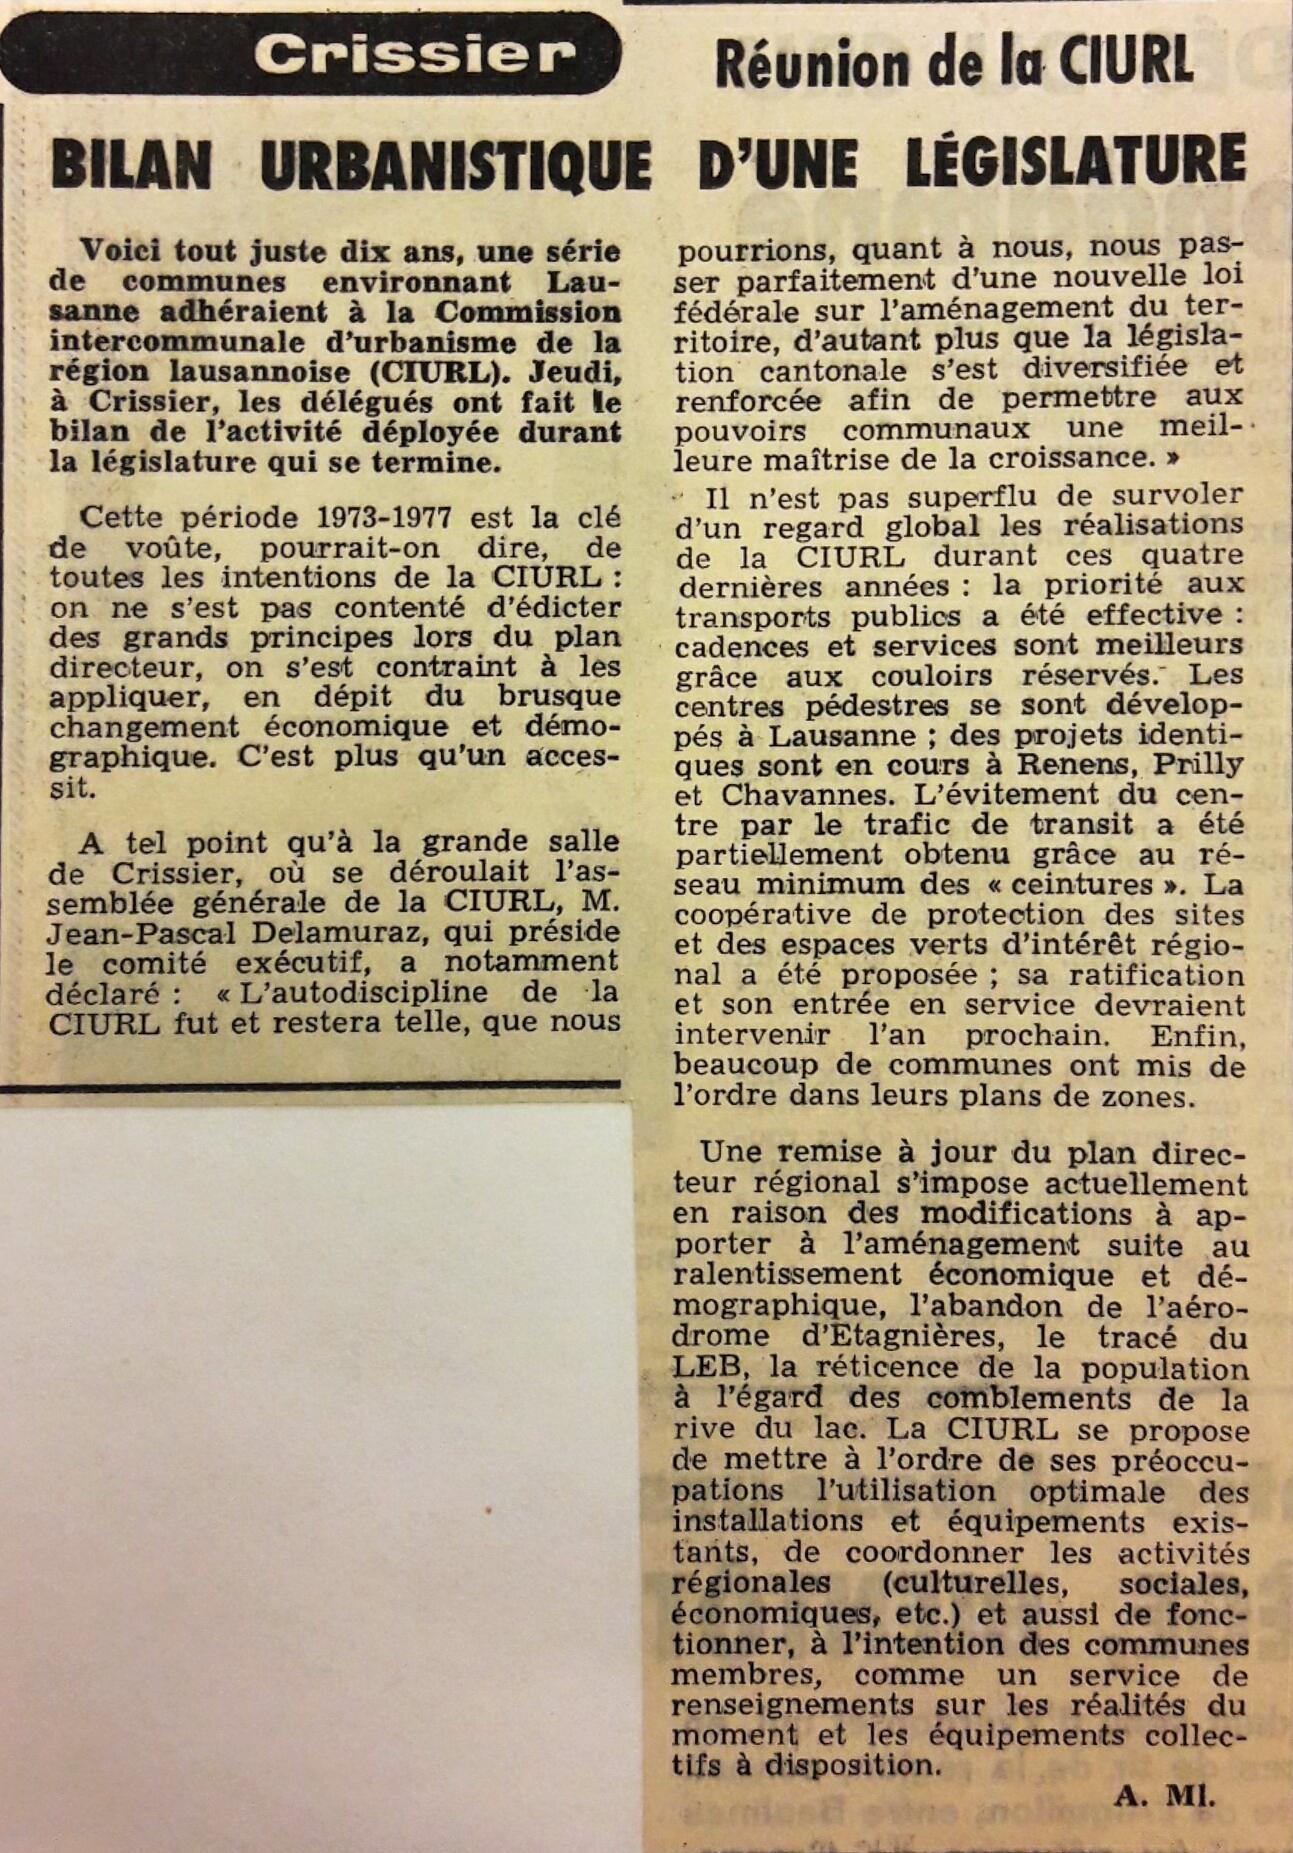 Crissier
Réunion de la CIURL
BILAN URBANISTIQUE D'UNE LÉGISLATURE
Voici tout juste dix ans, une série
de communes environnant Lau-
sanne adhéraient à la Commission
intercommunale d'urbanisme de la
région lausannoise (CIURL). Jeudi,
à Crissier, les délégués ont fait le
bilan de l'activité déployée durant
la législature qui se termine.
Cette période 1973-1977 est la clé
de voûte, pourrait-on dire, de
toutes les intentions de la CIURL :
on ne s'est pas contenté d'édicter
des grands principes lors du plan
directeur, on s'est contraint à les
appliquer, en dépit du brusque
changement économique et démo-
graphique. C'est plus qu'un acces-
sit.
A tel point qu'à la grande salle
de Crissier, où se déroulait l'as-
semblée générale de la CIURL, M.
Jean-Pascal Delamuraz, qui préside
le comité exécutif, a notamment
déclaré : « L'autodiscipline de la
CIURL fut et restera telle, que nous
pourrions, quant à nous, nous pas-
ser parfaitement d'une nouvelle loi
fédérale sur l'aménagement du ter-
ritoire, d'autant plus que la législa-
tion cantonale s'est diversifiée et
renforcée afin de permettre aux
pouvoirs communaux une meil-
leure maîtrise de la croissance. »
Il n'est pas superflu de survoler
d'un regard global les réalisations
de la CIURL durant ces quatre
dernières années : la priorité aux
transports publics a été effective :
cadences et services sont meilleurs
grâce aux couloirs réservés. Les
centres pédestres se sont dévelop-
pés à Lausanne ; des projets identi-
ques sont en cours à Renens, Prilly
et Chavannes. L'évitement du cen-
tre par le trafic de transit a été
partiellement obtenu grâce au ré-
seau minimum des « ceintures ». La
coopérative de protection des sites
et des espaces verts d'intérêt régio-
nal a été proposée ; sa ratification
et son entrée en service devraient
intervenir l'an prochain. Enfin,
beaucoup de communes ont mis de
l'ordre dans leurs plans de zones.
Une remise à jour du plan direc-
teur régional s'impose actuellement
en raison des modifications à ap-
porter à l'aménagement suite au
ralentissement économique et dé-
mographique, l'abandon de l'aéro-
drome d'Etagnières, le tracé du
LEB, la réticence de la population
à l'égard des comblements de la
rive du lac. La CIURL se propose
de mettre à l'ordre de ses préoccu-
pations l'utilisation optimale des
installations et équipements exis-
tants, de coordonner les activités
régionales (culturelles, sociales,
économiques, etc.) et aussi de fonc-
tionner, à l'intention des communes
membres, comme un service de
renseignements sur les réalités du
moment et les équipements collec-
tifs à disposition.
A. Ml.